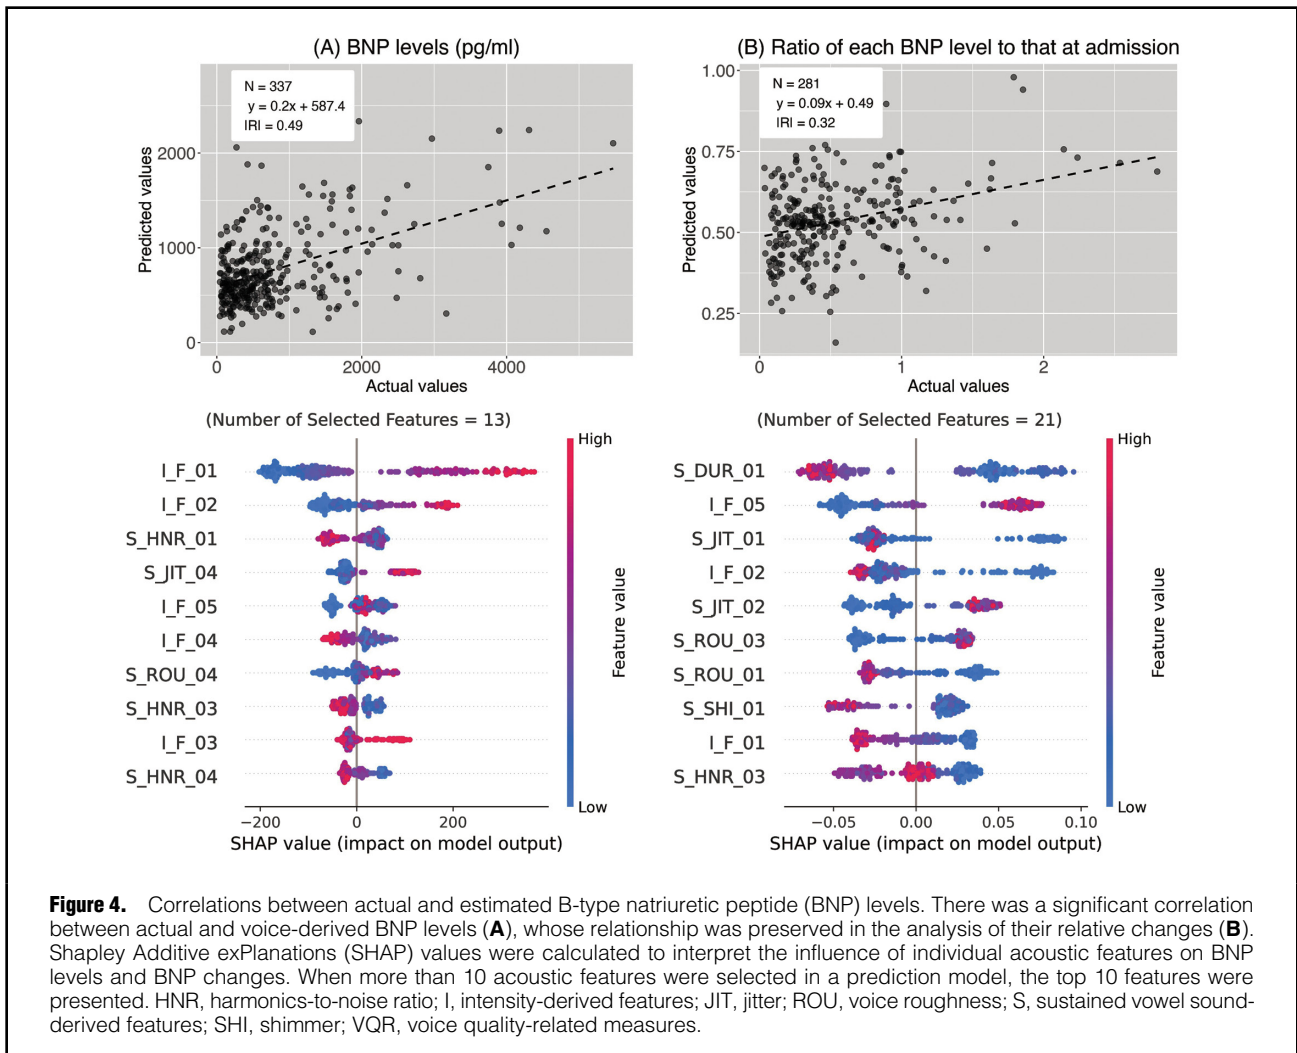 (A) BNP levels (pg/ml)
N = 337
y = 0.2x + 587.4
|R| = 0.49
Predicted values
2000
1000
0
0
2000
4000
Actual values
(B) Ratio of each BNP level to that at admission
N = 281
y = 0.09x + 0.49
|R| = 0.32
Predicted values
1.00
0.75
0.50
0.25
0
1
2
Actual values
(Number of Selected Features = 13)
I_F_01
I_F_02
S_HNR_01
S_JIT_04
I_F_05
I_F_04
S_ROU_04
S_HNR_03
I_F_03
S_HNR_04
−200
0
200
SHAP value (impact on model output)
High
Feature value
Low
(Number of Selected Features = 21)
S_DUR_01
I_F_05
S_JIT_01
I_F_02
S_JIT_02
S_ROU_03
S_ROU_01
S_SHI_01
I_F_01
S_HNR_03
−0.05
0.00
0.05
0.10
SHAP value (impact on model output)
High
Feature value
Low
Figure 4. Correlations between actual and estimated B-type natriuretic peptide (BNP) levels. There was a significant correlation
between actual and voice-derived BNP levels (A), whose relationship was preserved in the analysis of their relative changes (B).
Shapley Additive exPlanations (SHAP) values were calculated to interpret the influence of individual acoustic features on BNP
levels and BNP changes. When more than 10 acoustic features were selected in a prediction model, the top 10 features were
presented. HNR, harmonics-to-noise ratio; I, intensity-derived features; JIT, jitter; ROU, voice roughness; S, sustained vowel sound-
derived features; SHI, shimmer; VQR, voice quality-related measures.